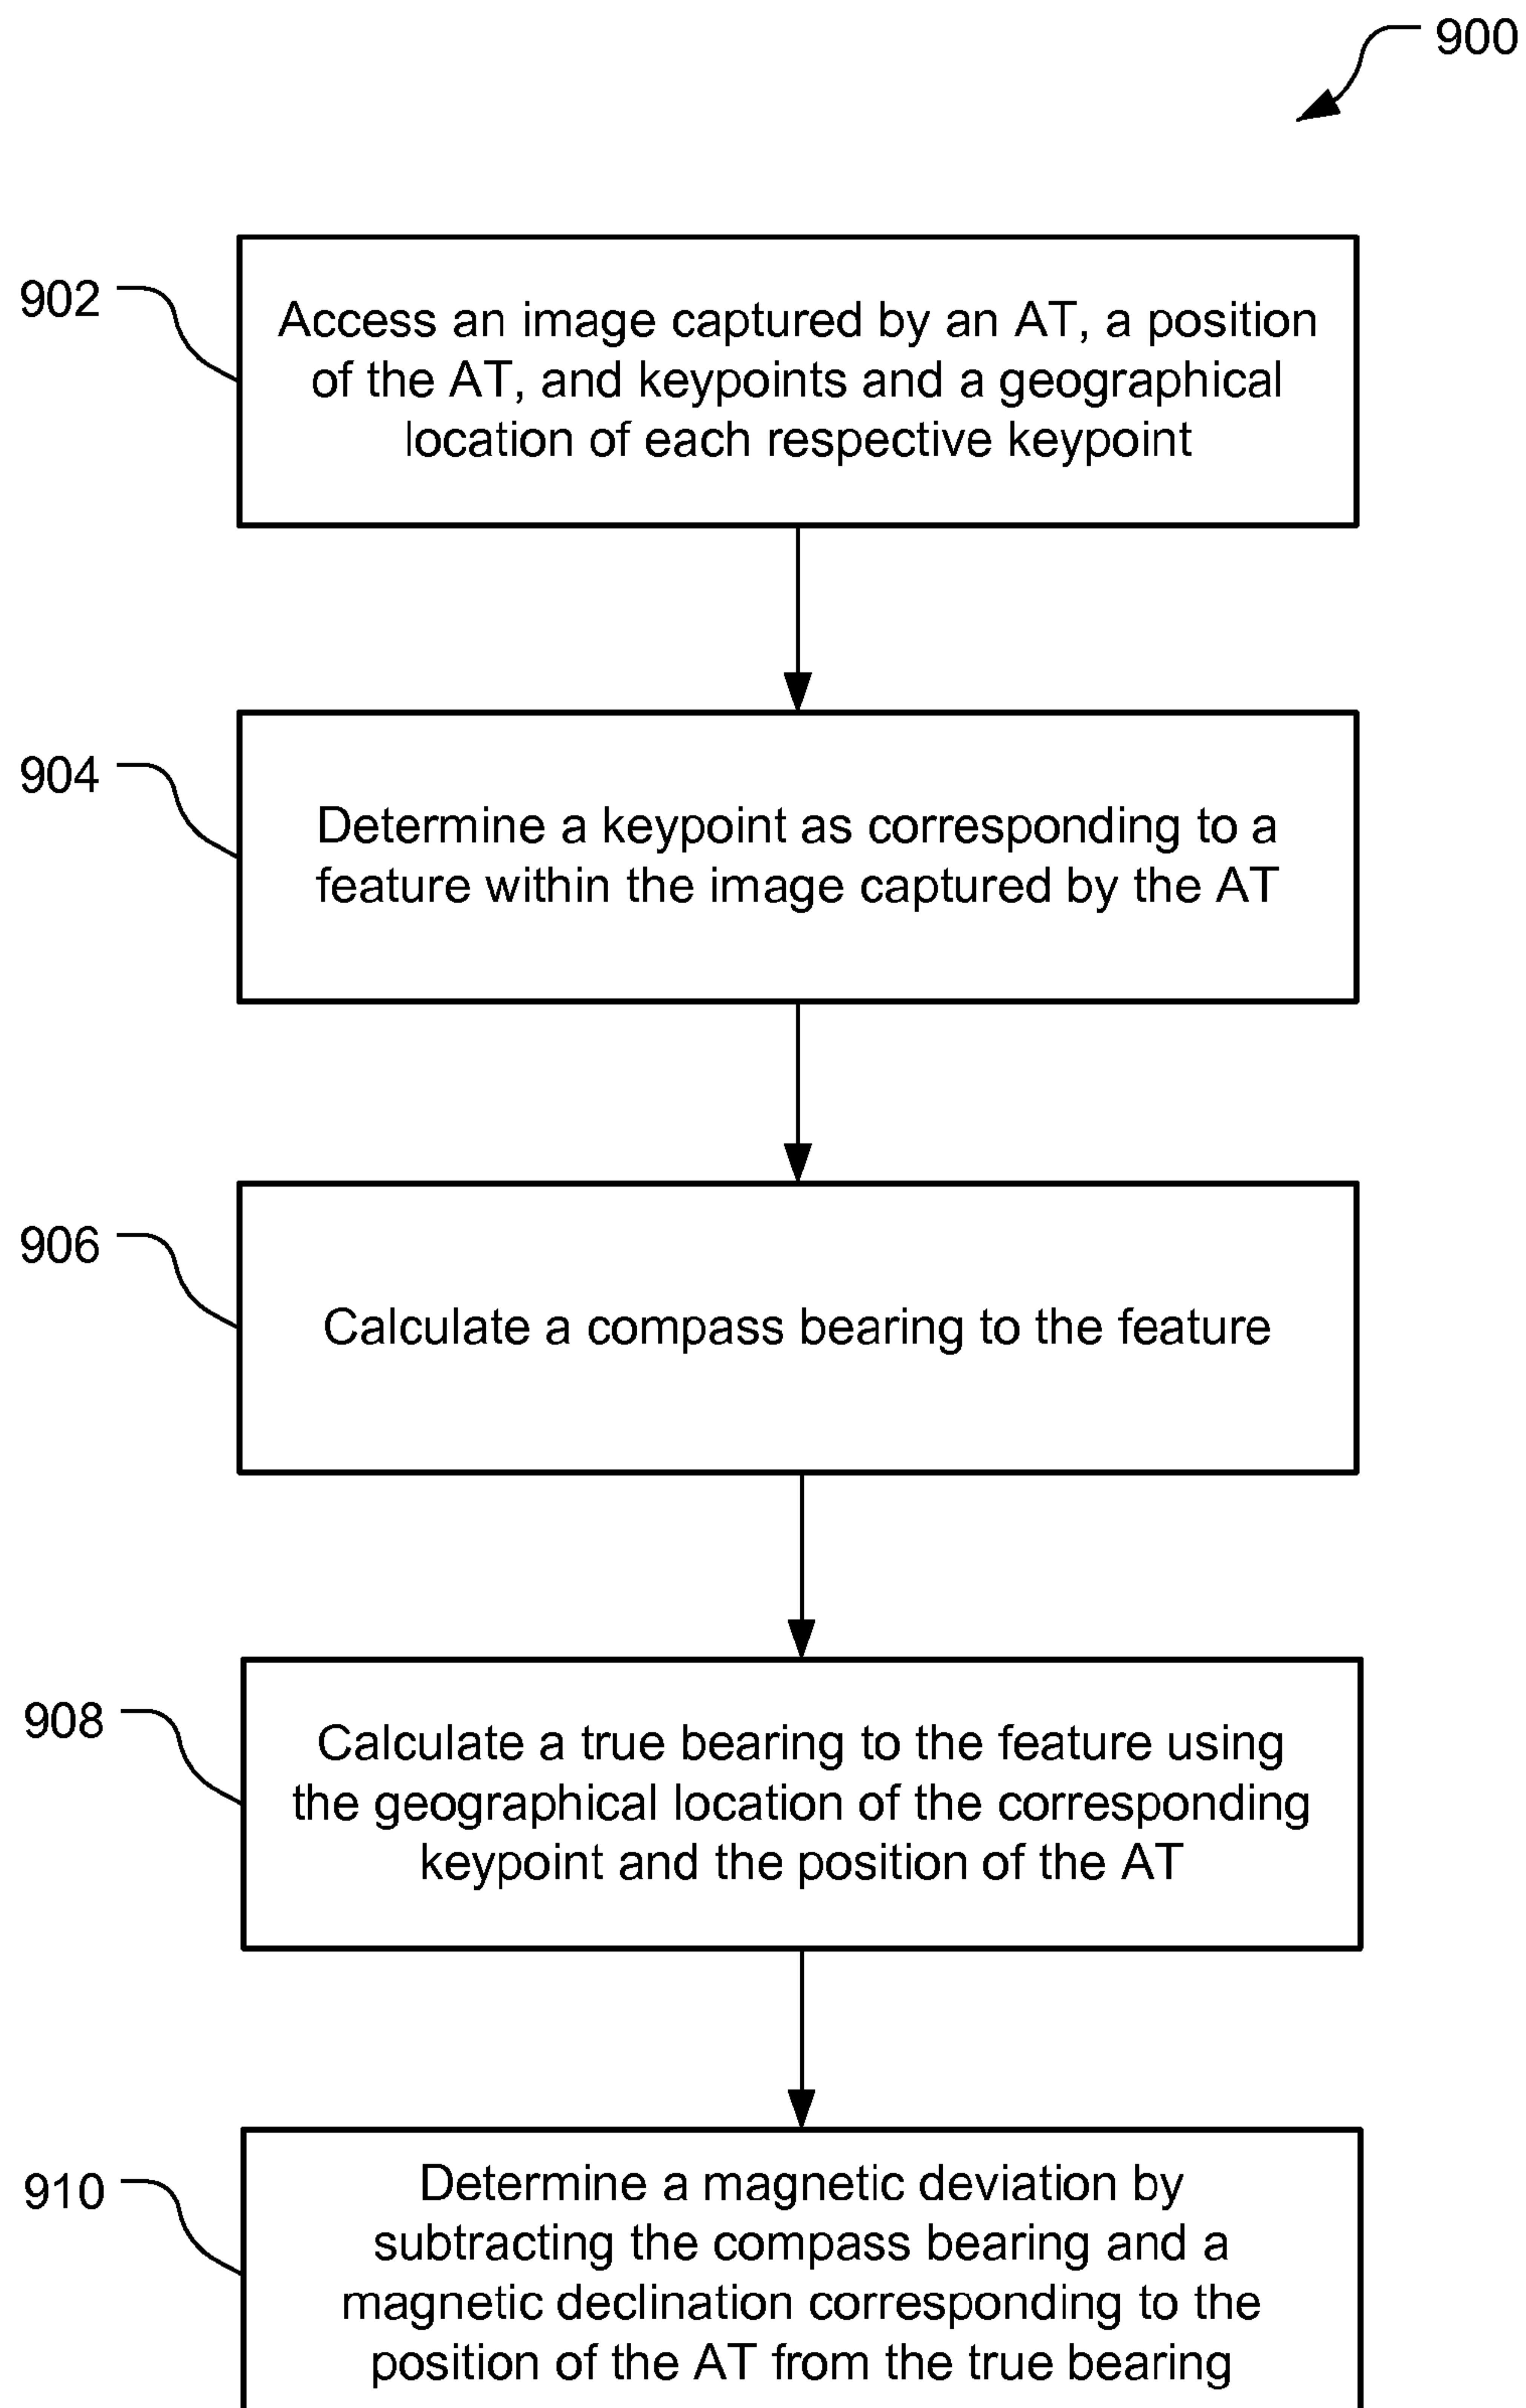 900
902
Access an image captured by an AT, a position
of the AT, and keypoints and a geographical
location of each respective keypoint
904
Determine a keypoint as corresponding to a
feature within the image captured by the AT
906
Calculate a compass bearing to the feature
908
Calculate a true bearing to the feature using
the geographical location of the corresponding
keypoint and the position of the AT
910
Determine a magnetic deviation by
subtracting the compass bearing and a
magnetic declination corresponding to the
position of the AT from the true bearing